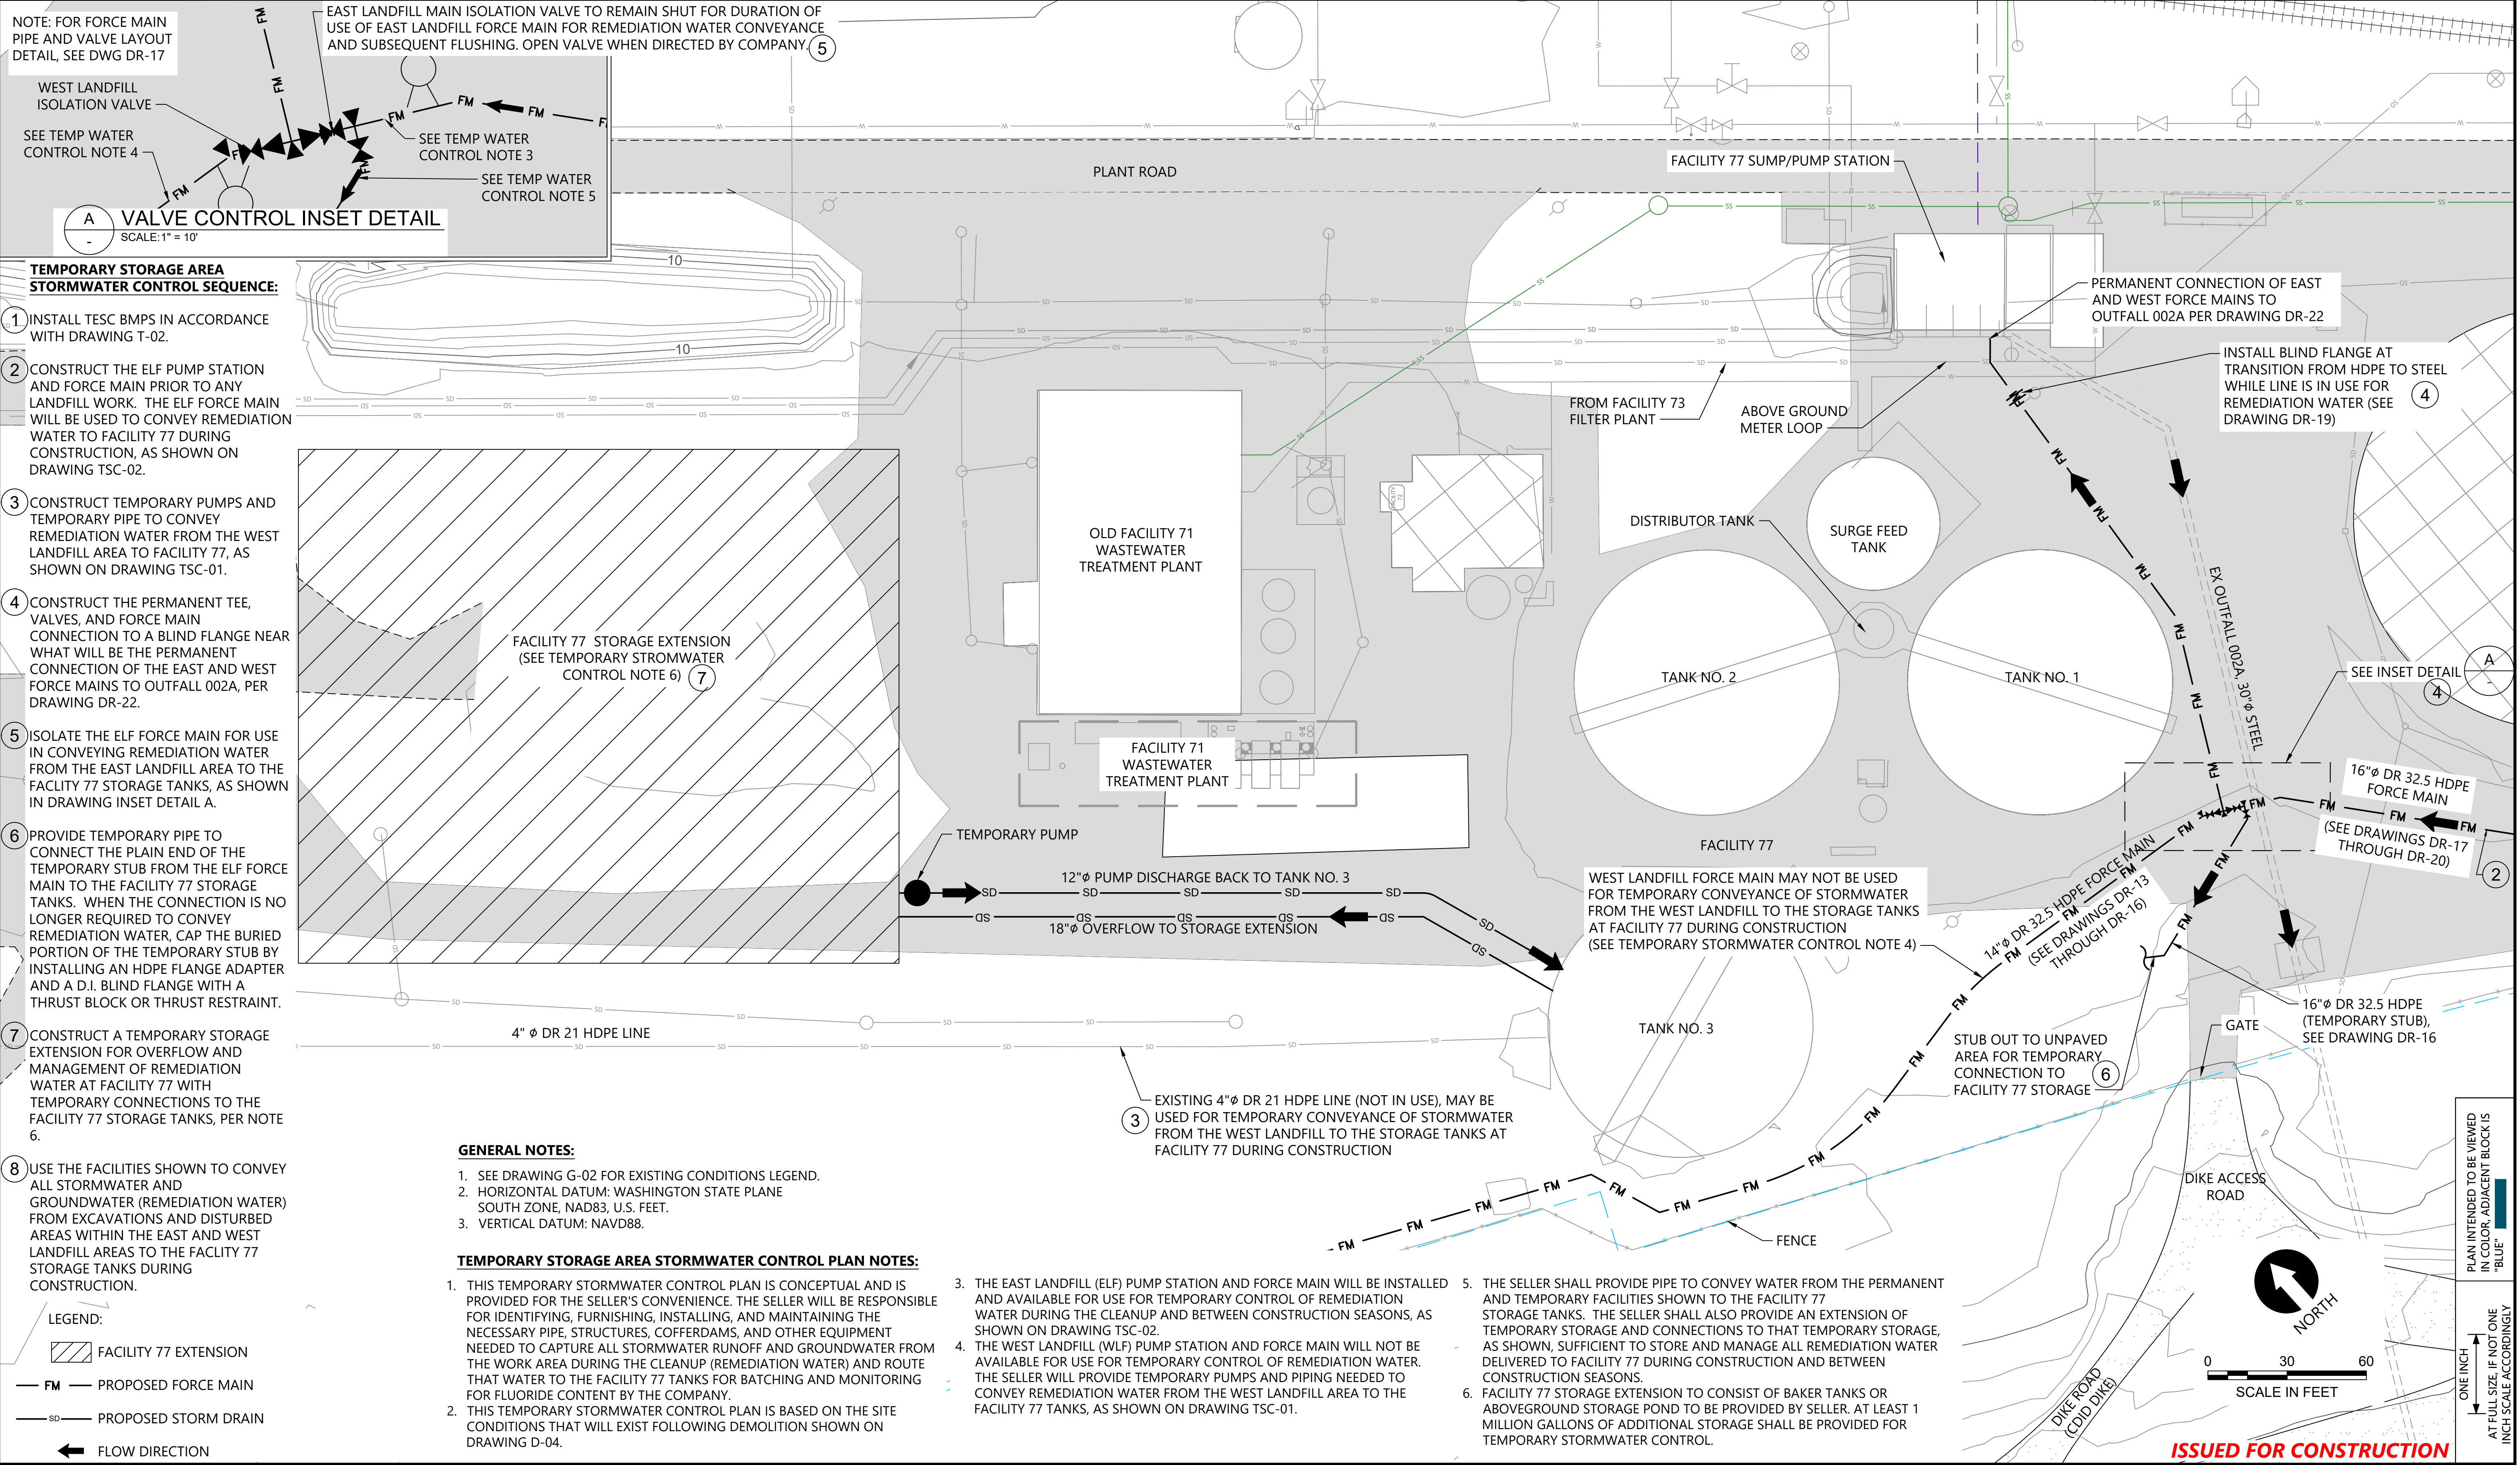 NOTE: FOR FORCE MAIN
PIPE AND VALVE LAYOUT
DETAIL, SEE DWG DR-17
WEST LANDFILL
ISOLATION VALVE
SEE TEMP WATER
CONTROL NOTE 4
EAST LANDFILL MAIN ISOLATION VALVE TO REMAIN SHUT FOR DURATION OF
USE OF EAST LANDFILL FORCE MAIN FOR REMEDIATION WATER CONVEYANCE
AND SUBSEQUENT FLUSHING. OPEN VALVE WHEN DIRECTED BY COMPANY.
5
SEE TEMP WATER
CONTROL NOTE 3
SEE TEMP WATER
CONTROL NOTE 5
FM
FM
FM
FM
FM
FM
A
-
VALVE CONTROL INSET DETAIL
SCALE: 1" = 10'
TEMPORARY STORAGE AREA
STORMWATER CONTROL SEQUENCE:
1 INSTALL TESC BMPS IN ACCORDANCE
WITH DRAWING T-02.
2 CONSTRUCT THE ELF PUMP STATION
AND FORCE MAIN PRIOR TO ANY
LANDFILL WORK. THE ELF FORCE MAIN
WILL BE USED TO CONVEY REMEDIATION
WATER TO FACILITY 77 DURING
CONSTRUCTION, AS SHOWN ON
DRAWING TSC-02.
3 CONSTRUCT TEMPORARY PUMPS AND
TEMPORARY PIPE TO CONVEY
REMEDIATION WATER FROM THE WEST
LANDFILL AREA TO FACILITY 77, AS
SHOWN ON DRAWING TSC-01.
4 CONSTRUCT THE PERMANENT TEE,
VALVES, AND FORCE MAIN
CONNECTION TO A BLIND FLANGE NEAR
WHAT WILL BE THE PERMANENT
CONNECTION OF THE EAST AND WEST
FORCE MAINS TO OUTFALL 002A, PER
DRAWING DR-22.
5 ISOLATE THE ELF FORCE MAIN FOR USE
IN CONVEYING REMEDIATION WATER
FROM THE EAST LANDFILL AREA TO THE
FACLITY 77 STORAGE TANKS, AS SHOWN
IN DRAWING INSET DETAIL A.
6 PROVIDE TEMPORARY PIPE TO
CONNECT THE PLAIN END OF THE
TEMPORARY STUB FROM THE ELF FORCE
MAIN TO THE FACILITY 77 STORAGE
TANKS. WHEN THE CONNECTION IS NO
LONGER REQUIRED TO CONVEY
REMEDIATION WATER, CAP THE BURIED
PORTION OF THE TEMPORARY STUB BY
INSTALLING AN HDPE FLANGE ADAPTER
AND A D.I. BLIND FLANGE WITH A
THRUST BLOCK OR THRUST RESTRAINT.
7 CONSTRUCT A TEMPORARY STORAGE
EXTENSION FOR OVERFLOW AND
MANAGEMENT OF REMEDIATION
WATER AT FACILITY 77 WITH
TEMPORARY CONNECTIONS TO THE
FACILITY 77 STORAGE TANKS, PER NOTE
6.
8 USE THE FACILITIES SHOWN TO CONVEY
ALL STORMWATER AND
GROUNDWATER (REMEDIATION WATER)
FROM EXCAVATIONS AND DISTURBED
AREAS WITHIN THE EAST AND WEST
LANDFILL AREAS TO THE FACLITY 77
STORAGE TANKS DURING
CONSTRUCTION.
LEGEND:
FACILITY 77 EXTENSION
FM PROPOSED FORCE MAIN
SD PROPOSED STORM DRAIN
FLOW DIRECTION
PLANT ROAD
10
10
FACILITY 77 SUMP/PUMP STATION
PERMANENT CONNECTION OF EAST
AND WEST FORCE MAINS TO
OUTFALL 002A PER DRAWING DR-22
INSTALL BLIND FLANGE AT
TRANSITION FROM HDPE TO STEEL
WHILE LINE IS IN USE FOR
REMEDIATION WATER (SEE
DRAWING DR-19)
4
FROM FACILITY 73
FILTER PLANT
ABOVE GROUND
METER LOOP
FACILITY
72
DISTRIBUTOR TANK
SURGE FEED
TANK
OLD FACILITY 71
WASTEWATER
TREATMENT PLANT
FACILITY 77 STORAGE EXTENSION
(SEE TEMPORARY STROMWATER
CONTROL NOTE 6)
7
TANK NO. 2
TANK NO. 1
EX OUTFALL 002A, 30"ø STEEL
SEE INSET DETAIL
4
A
-
FACILITY 71
WASTEWATER
TREATMENT PLANT
16"ø DR 32.5 HDPE
FORCE MAIN
(SEE DRAWINGS DR-17
THROUGH DR-20)
2
TEMPORARY PUMP
FACILITY 77
12"ø PUMP DISCHARGE BACK TO TANK NO. 3
18"ø OVERFLOW TO STORAGE EXTENSION
WEST LANDFILL FORCE MAIN MAY NOT BE USED
FOR TEMPORARY CONVEYANCE OF STORMWATER
FROM THE WEST LANDFILL TO THE STORAGE TANKS
AT FACILITY 77 DURING CONSTRUCTION
(SEE TEMPORARY STORMWATER CONTROL NOTE 4)
14"ø DR 32.5 HDPE FORCE MAIN
(SEE DRAWINGS DR-13
THROUGH DR-16)
16"ø DR 32.5 HDPE
(TEMPORARY STUB),
SEE DRAWING DR-16
GATE
STUB OUT TO UNPAVED
AREA FOR TEMPORARY
CONNECTION TO
FACILITY 77 STORAGE
6
TANK NO. 3
4" ø DR 21 HDPE LINE
3
EXISTING 4"ø DR 21 HDPE LINE (NOT IN USE), MAY BE
USED FOR TEMPORARY CONVEYANCE OF STORMWATER
FROM THE WEST LANDFILL TO THE STORAGE TANKS AT
FACILITY 77 DURING CONSTRUCTION
DIKE ACCESS
ROAD
FENCE
GENERAL NOTES:
1. SEE DRAWING G-02 FOR EXISTING CONDITIONS LEGEND.
2. HORIZONTAL DATUM: WASHINGTON STATE PLANE
SOUTH ZONE, NAD83, U.S. FEET.
3. VERTICAL DATUM: NAVD88.
TEMPORARY STORAGE AREA STORMWATER CONTROL PLAN NOTES:
1. THIS TEMPORARY STORMWATER CONTROL PLAN IS CONCEPTUAL AND IS
PROVIDED FOR THE SELLER'S CONVENIENCE. THE SELLER WILL BE RESPONSIBLE
FOR IDENTIFYING, FURNISHING, INSTALLING, AND MAINTAINING THE
NECESSARY PIPE, STRUCTURES, COFFERDAMS, AND OTHER EQUIPMENT
NEEDED TO CAPTURE ALL STORMWATER RUNOFF AND GROUNDWATER FROM
THE WORK AREA DURING THE CLEANUP (REMEDIATION WATER) AND ROUTE
THAT WATER TO THE FACILITY 77 TANKS FOR BATCHING AND MONITORING
FOR FLUORIDE CONTENT BY THE COMPANY.
2. THIS TEMPORARY STORMWATER CONTROL PLAN IS BASED ON THE SITE
CONDITIONS THAT WILL EXIST FOLLOWING DEMOLITION SHOWN ON
DRAWING D-04.
3. THE EAST LANDFILL (ELF) PUMP STATION AND FORCE MAIN WILL BE INSTALLED
AND AVAILABLE FOR USE FOR TEMPORARY CONTROL OF REMEDIATION
WATER DURING THE CLEANUP AND BETWEEN CONSTRUCTION SEASONS, AS
SHOWN ON DRAWING TSC-02.
4. THE WEST LANDFILL (WLF) PUMP STATION AND FORCE MAIN WILL NOT BE
AVAILABLE FOR USE FOR TEMPORARY CONTROL OF REMEDIATION WATER.
THE SELLER WILL PROVIDE TEMPORARY PUMPS AND PIPING NEEDED TO
CONVEY REMEDIATION WATER FROM THE WEST LANDFILL AREA TO THE
FACILITY 77 TANKS, AS SHOWN ON DRAWING TSC-01.
5. THE SELLER SHALL PROVIDE PIPE TO CONVEY WATER FROM THE PERMANENT
AND TEMPORARY FACILITIES SHOWN TO THE FACILITY 77
STORAGE TANKS. THE SELLER SHALL ALSO PROVIDE AN EXTENSION OF
TEMPORARY STORAGE AND CONNECTIONS TO THAT TEMPORARY STORAGE,
AS SHOWN, SUFFICIENT TO STORE AND MANAGE ALL REMEDIATION WATER
DELIVERED TO FACILITY 77 DURING CONSTRUCTION AND BETWEEN
CONSTRUCTION SEASONS.
6. FACILITY 77 STORAGE EXTENSION TO CONSIST OF BAKER TANKS OR
ABOVEGROUND STORAGE POND TO BE PROVIDED BY SELLER. AT LEAST 1
MILLION GALLONS OF ADDITIONAL STORAGE SHALL BE PROVIDED FOR
TEMPORARY STORMWATER CONTROL.
DIKE ROAD
(CDID DIKE)
NORTH
0 30 60
SCALE IN FEET
PLAN INTENDED TO BE VIEWED
IN COLOR, ADJACENT BLOCK IS
"BLUE"
ONE INCH
AT FULL SIZE, IF NOT ONE
INCH SCALE ACCORDINGLY
ISSUED FOR CONSTRUCTION